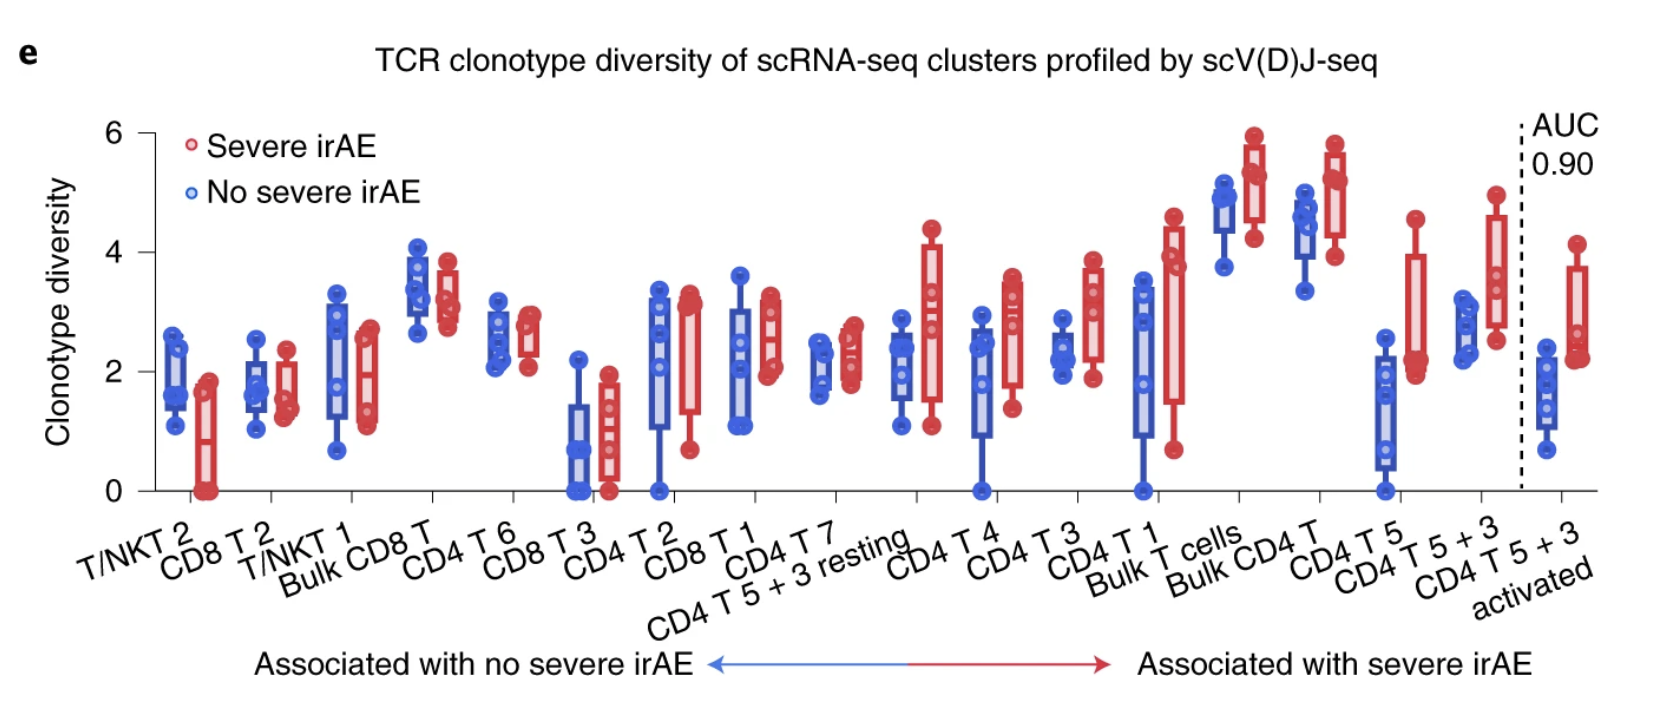 e
TCR clonotype diversity of scRNA-seq clusters profiled by scV(D)J-seq
Clonotype diversity
6
4
2
0
Severe irAE
No severe irAE
AUC
0.90
T/NKT 2
CD8 T 2
T/NKT 1
Bulk CD8 T
CD4 T 6
CD8 T 3
CD4 T 2
CD8 T 1
CD4 T 7
CD4 T 5 + 3 resting
CD4 T 4
CD4 T 3
CD4 T 1
Bulk T cells
Bulk CD4 T
CD4 T 5
CD4 T 5 + 3
CD4 T 5 + 3
activated
Associated with no severe irAE
Associated with severe irAE